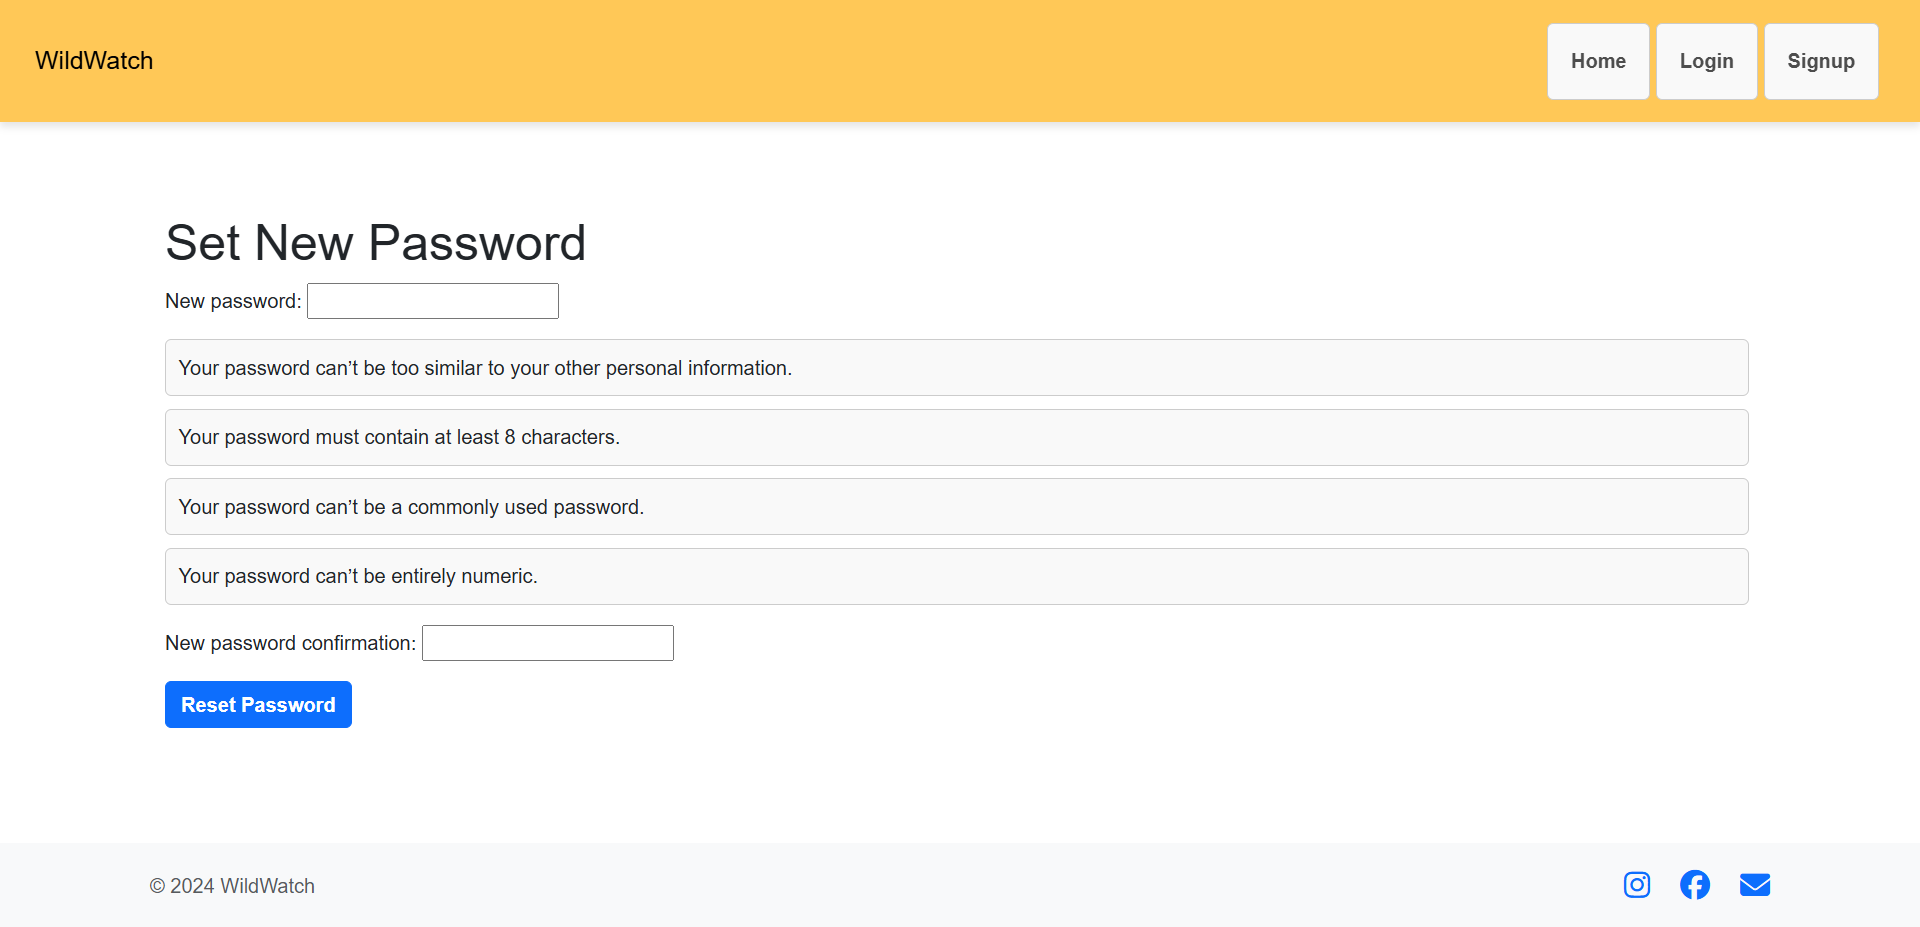 WildWatch
Home
Login
Signup
Set New Password
New password:
Your password can’t be too similar to your other personal information.
Your password must contain at least 8 characters.
Your password can’t be a commonly used password.
Your password can’t be entirely numeric.
New password confirmation:
Reset Password
© 2024 WildWatch